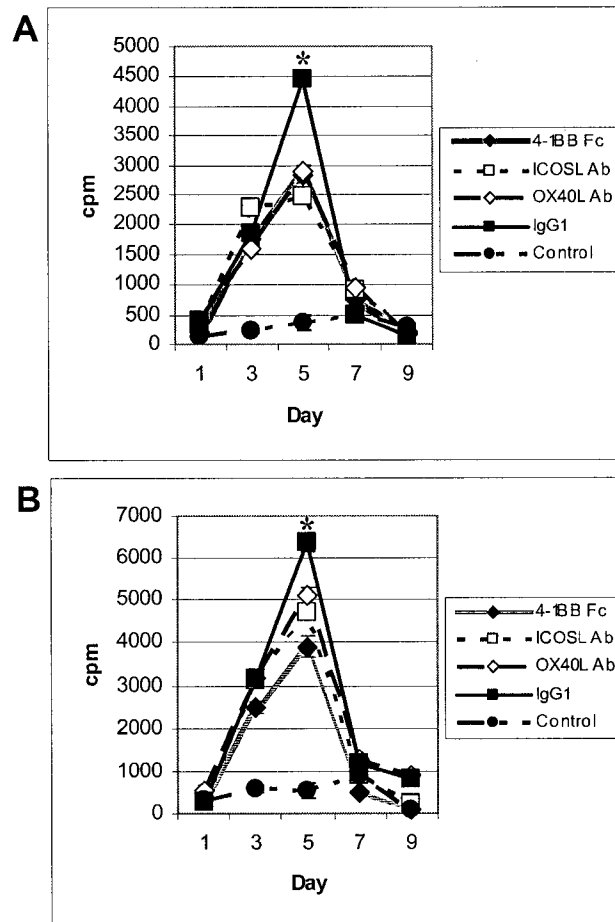 A
5000
4500
4000
3500
3000
2500
2000
1500
1000
500
0
cpm
*
1 3 5 7 9
Day
4-1BB Fc
ICOSL Ab
OX40L Ab
IgG1
Control
B
7000
6000
5000
4000
3000
2000
1000
0
cpm
*
1 3 5 7 9
Day
4-1BB Fc
ICOSL Ab
OX40L Ab
IgG1
Control